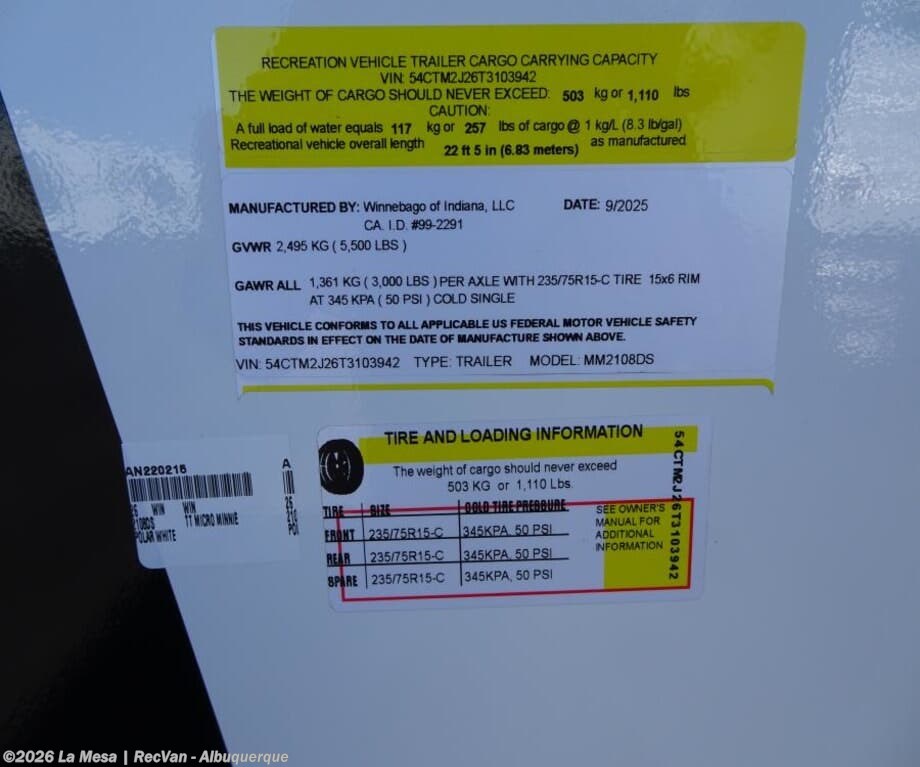 RECREATION VEHICLE TRAILER CARGO CARRYING CAPACITY
VIN: 54CTM2J26T3103942
THE WEIGHT OF CARGO SHOULD NEVER EXCEED: 503 kg or 1,110 lbs
CAUTION:
A full load of water equals 117 kg or 257 lbs of cargo @ 1 kg/L (8.3 lb/gal)
Recreational vehicle overall length 22 ft 5 in (6.83 meters) as manufactured
MANUFACTURED BY: Winnebago of Indiana, LLC DATE: 9/2025
CA. I.D. #99-2291
GVWR 2,495 KG ( 5,500 LBS )
GAWR ALL 1,361 KG ( 3,000 LBS ) PER AXLE WITH 235/75R15-C TIRE 15x6 RIM
AT 345 KPA ( 50 PSI ) COLD SINGLE
THIS VEHICLE CONFORMS TO ALL APPLICABLE US FEDERAL MOTOR VEHICLE SAFETY
STANDARDS IN EFFECT ON THE DATE OF MANUFACTURE SHOWN ABOVE.
VIN: 54CTM2J26T3103942 TYPE: TRAILER MODEL: MM2108DS
AN220216 A
26 WIN WIN 26
2108DS TT MICRO MINNIE 210
POLAR WHITE POL
TIRE AND LOADING INFORMATION
The weight of cargo should never exceed
503 KG or 1,110 Lbs.
TIRE SIZE COLD TIRE PRESSURE
FRONT 235/75R15-C 345KPA, 50 PSI
REAR 235/75R15-C 345KPA, 50 PSI
SPARE 235/75R15-C 345KPA, 50 PSI
SEE OWNER'S
MANUAL FOR
ADDITIONAL
INFORMATION
54CTM2J26T3103942
©2026 La Mesa | RecVan - Albuquerque